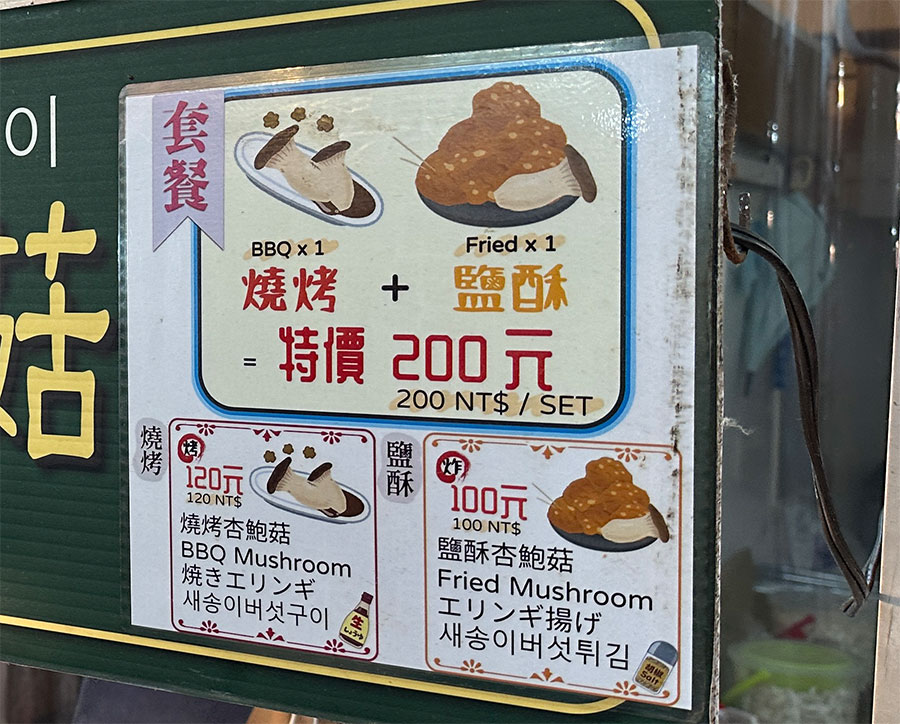 이
菇
套餐
BBQ x 1
Fried x 1
燒烤 + 鹽酥
= 特價 200 元
200 NT$ / SET
燒烤
烤
120元
120 NT$
燒烤杏鮑菇
BBQ Mushroom
焼きエリンギ
새송이버섯구이
生
しょうゆ
鹽酥
炸
100元
100 NT$
鹽酥杏鮑菇
Fried Mushroom
エリンギ揚げ
새송이버섯튀김
胡椒
Salt